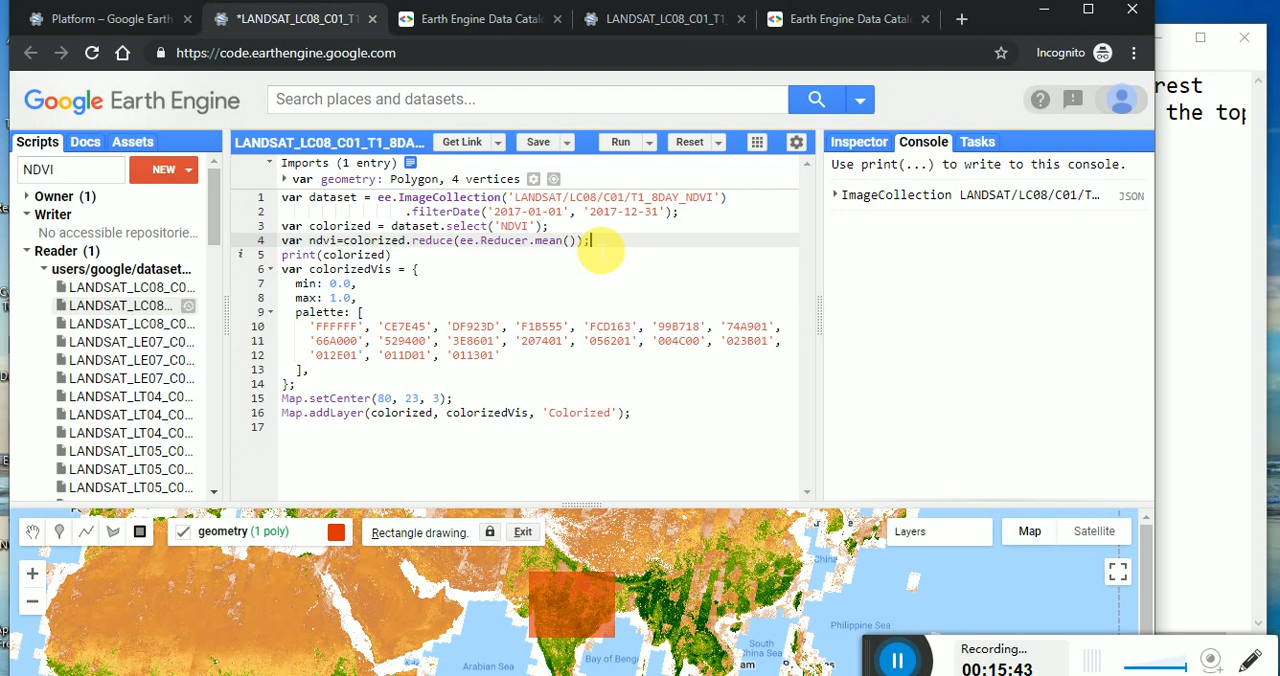 Platform – Google Earth
*LANDSAT_LC08_C01_T1
Earth Engine Data Catal
LANDSAT_LC08_C01_T1
Earth Engine Data Catal
https://code.earthengine.google.com
Incognito
rest
the top
Google Earth Engine
Search places and datasets...
Scripts Docs Assets
LANDSAT_LC08_C01_T1_8DA... Get Link Save Run Reset
Inspector Console Tasks
NDVI NEW
Imports (1 entry)
var geometry: Polygon, 4 vertices
Use print(...) to write to this console.
ImageCollection LANDSAT/LC08/C01/T... JSON
Owner (1)
Writer
No accessible repositorie...
Reader (1)
users/google/dataset...
LANDSAT_LC08_C0...
LANDSAT_LC08...
LANDSAT_LC08_C0...
LANDSAT_LE07_C0...
LANDSAT_LE07_C0...
LANDSAT_LE07_C0...
LANDSAT_LT04_C0...
LANDSAT_LT04_C0...
LANDSAT_LT04_C0...
LANDSAT_LT05_C0...
LANDSAT_LT05_C0...
LANDSAT_LT05_C0...
1 var dataset = ee.ImageCollection('LANDSAT/LC08/C01/T1_8DAY_NDVI')
2 .filterDate('2017-01-01', '2017-12-31');
3 var colorized = dataset.select('NDVI');
4 var ndvi=colorized.reduce(ee.Reducer.mean());
i 5 print(colorized)
6 var colorizedVis = {
7 min: 0.0,
8 max: 1.0,
9 palette: [
10 'FFFFFF', 'CE7E45', 'DF923D', 'F1B555', 'FCD163', '99B718', '74A901',
11 '66A000', '529400', '3E8601', '207401', '056201', '004C00', '023B01',
12 '012E01', '011D01', '011301'
13 ],
14 };
15 Map.setCenter(80, 23, 3);
16 Map.addLayer(colorized, colorizedVis, 'Colorized');
17
geometry (1 poly)
Rectangle drawing. Exit
Layers
Map Satellite
China
Philippine Sea
Arabian Sea
Bay of Beng
South
China Sea
am
Recording...
00:15:43